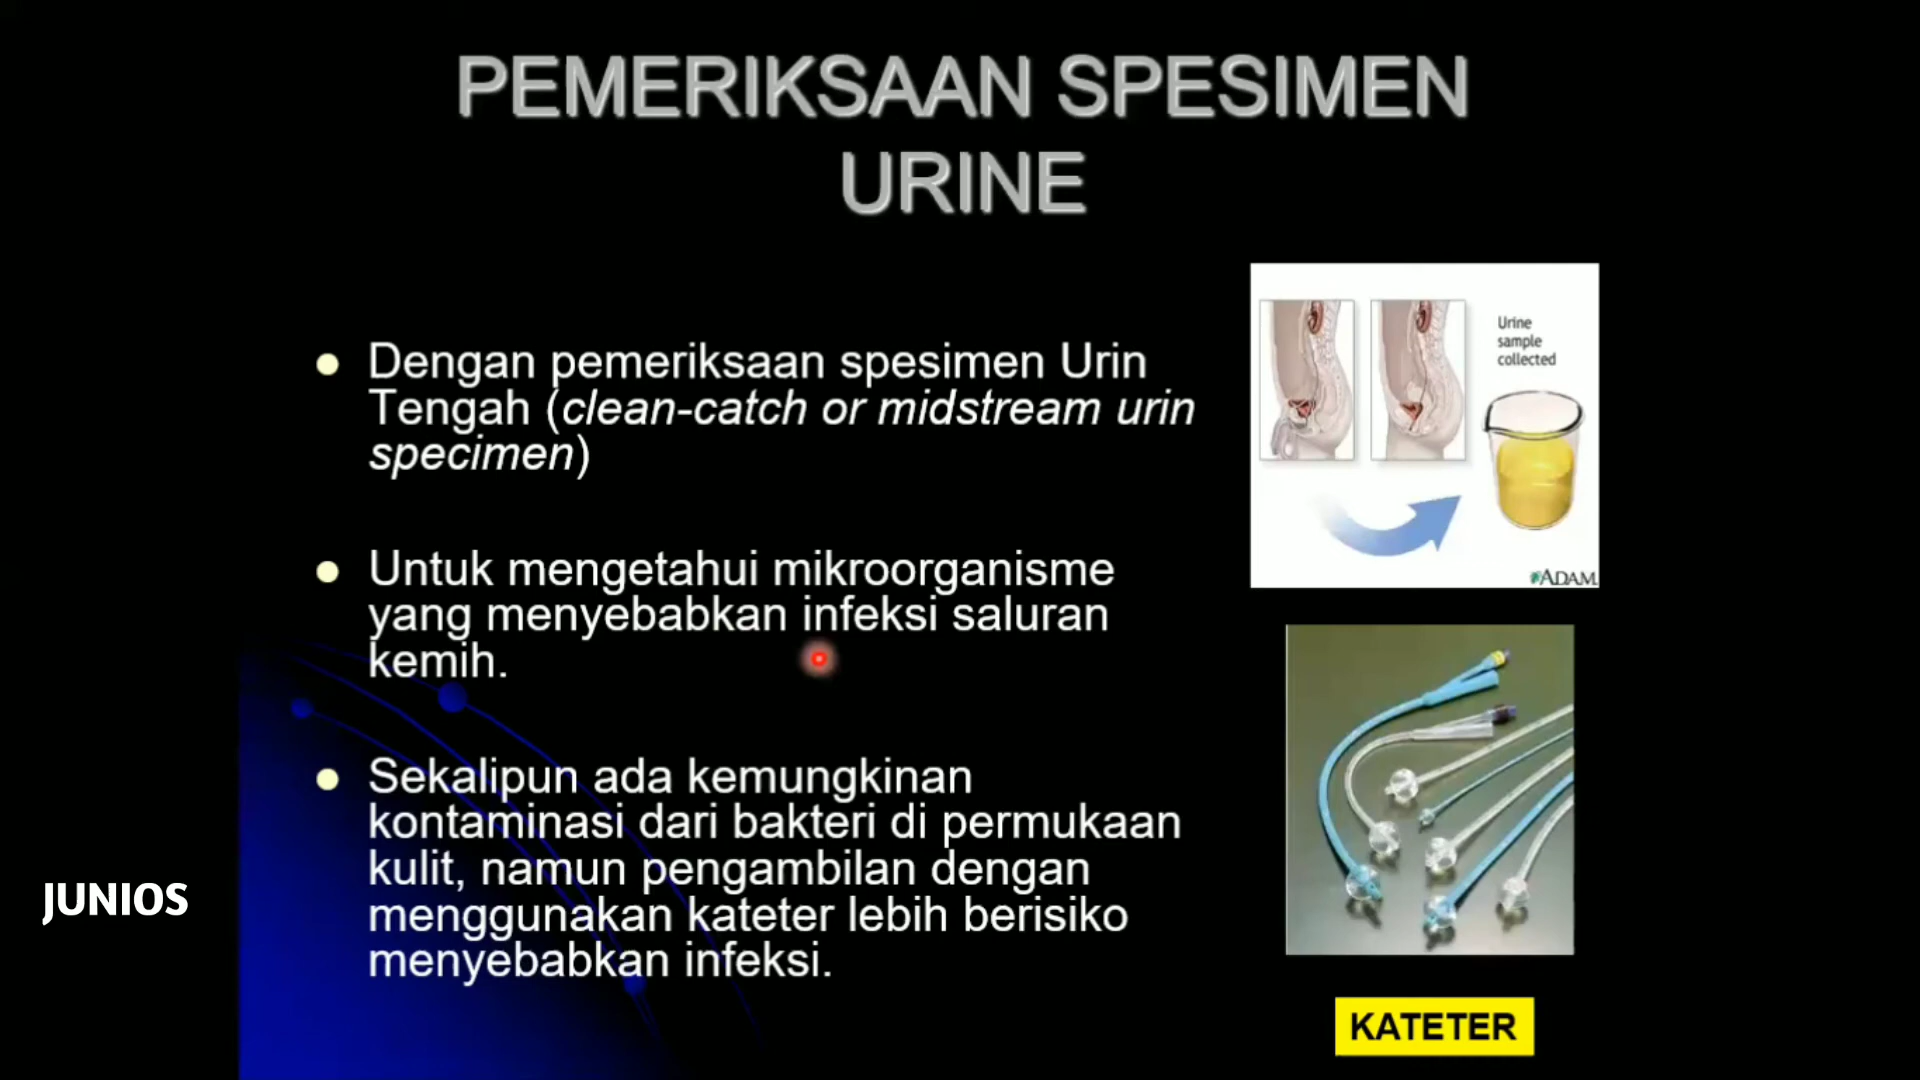 PEMERIKSAAN SPESIMEN
URINE
Dengan pemeriksaan spesimen Urin
Tengah (clean-catch or midstream urin
specimen)
Untuk mengetahui mikroorganisme
yang menyebabkan infeksi saluran
kemih.
Sekalipun ada kemungkinan
kontaminasi dari bakteri di permukaan
kulit, namun pengambilan dengan
menggunakan kateter lebih berisiko
menyebabkan infeksi.
Urine
sample
collected
ADAM
KATETER
JUNIOS